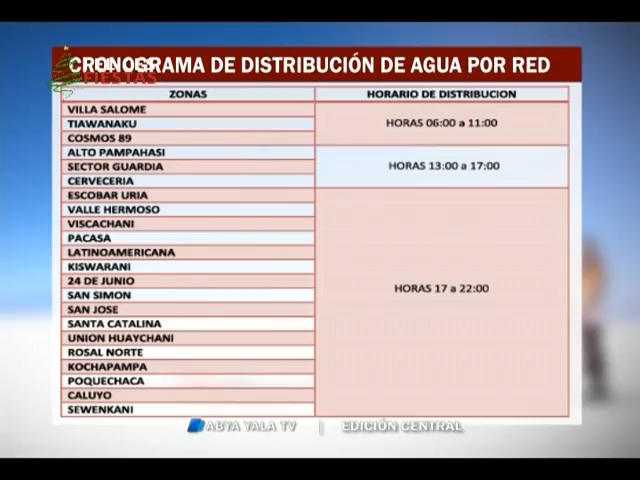 CRONOGRAMA DE DISTRIBUCIÓN DE AGUA POR RED
FIESTAS
ZONAS HORARIO DE DISTRIBUCION
VILLA SALOME
TIAWANAKU HORAS 06:00 a 11:00
COSMOS 89
ALTO PAMPAHASI
SECTOR GUARDIA HORAS 13:00 a 17:00
CERVECERIA
ESCOBAR URIA
VALLE HERMOSO
VISCACHANI
PACASA
LATINOAMERICANA
KISWARANI
24 DE JUNIO
SAN SIMON HORAS 17 a 22:00
SAN JOSE
SANTA CATALINA
UNION HUAYCHANI
ROSAL NORTE
KOCHAPAMPA
POQUECHACA
CALUYO
SEWENKANI
ABYA YALA TV | EDICIÓN CENTRAL